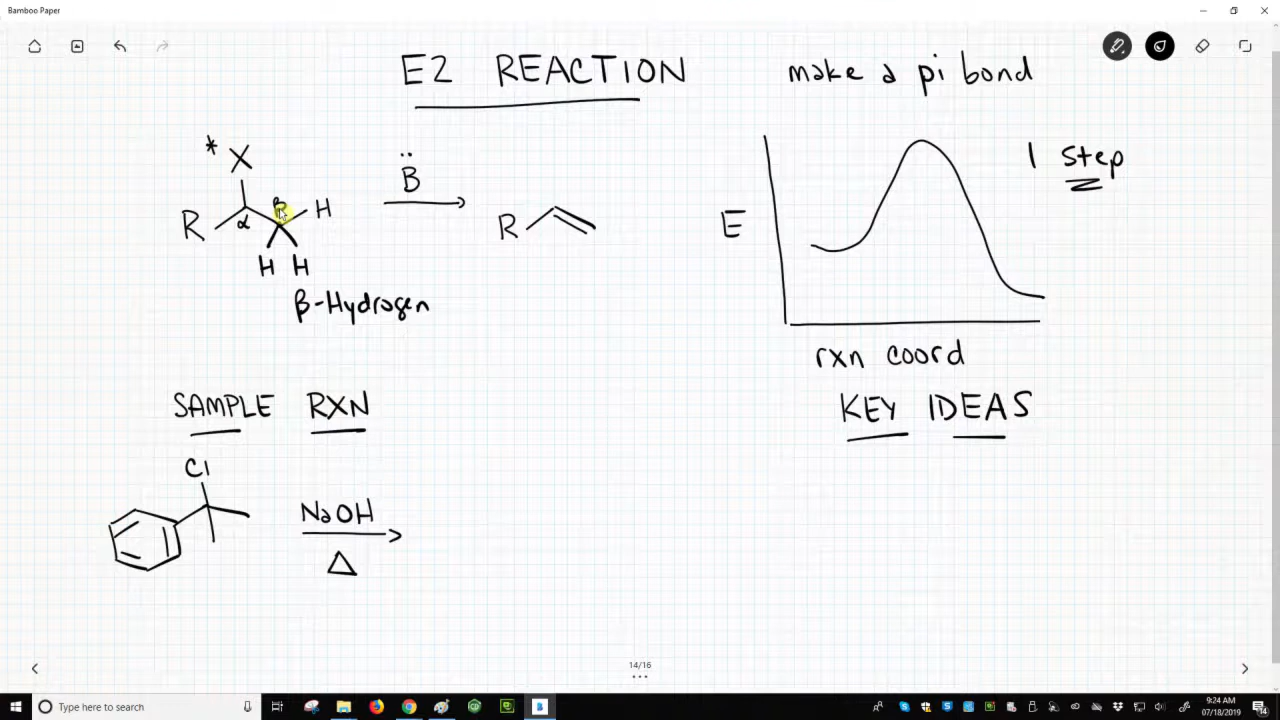 Bamboo Paper
E2 REACTION
make a pi bond
* X
B
R α β H
H H
β-Hydrogen
R
E
1 Step
rxn coord
SAMPLE RXN
KEY IDEAS
Cl
NaOH
Δ
14/16
Type here to search
9:24 AM
07/18/2019
14